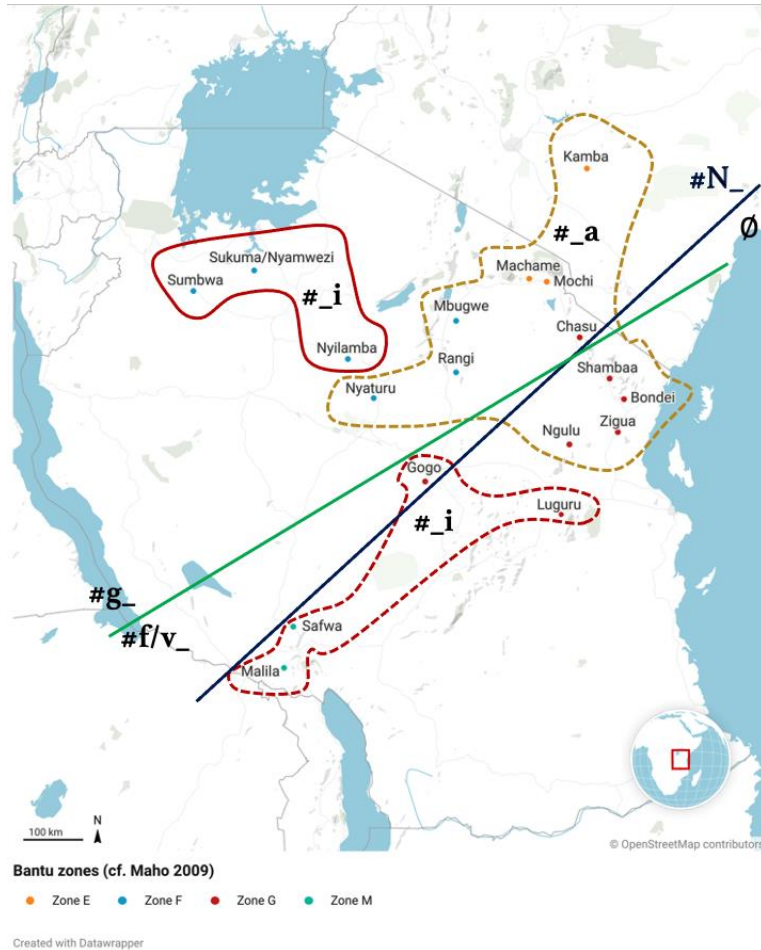 Kamba
#N_
Ø
#_a
Sukuma/Nyamwezi
Machame
Mochi
Sumbwa
#_i
Mbugwe
Chasu
Nyilamba
Rangi
Shambaa
Nyaturu
Bondei
Zigua
Ngulu
Gogo
Luguru
#_i
#g_
#f/v_
Safwa
Malila
N
100 km
© OpenStreetMap contributors
Bantu zones (cf. Maho 2009)
Zone E Zone F Zone G Zone M
Created with Datawrapper